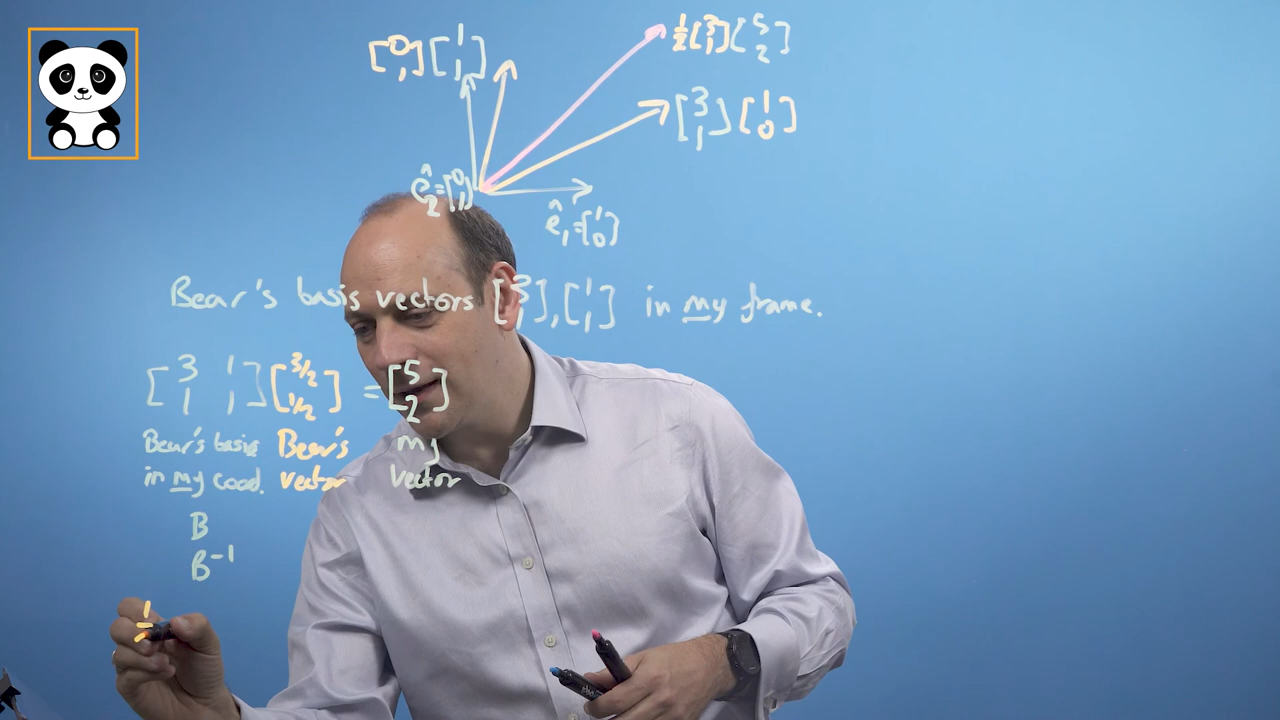 [0 1] [1 1]
½[3 1] [5 2]
[3 1] [1 0]
ê₂=[0 1]
ê₁=[1 0]
Bear's basis vectors [3 1], [1 1] in my frame.
[3 1 1 1] [3/2 1/2] = [5 2]
Bear's basis Bear's my
in my cood. vector vector
B
B⁻¹